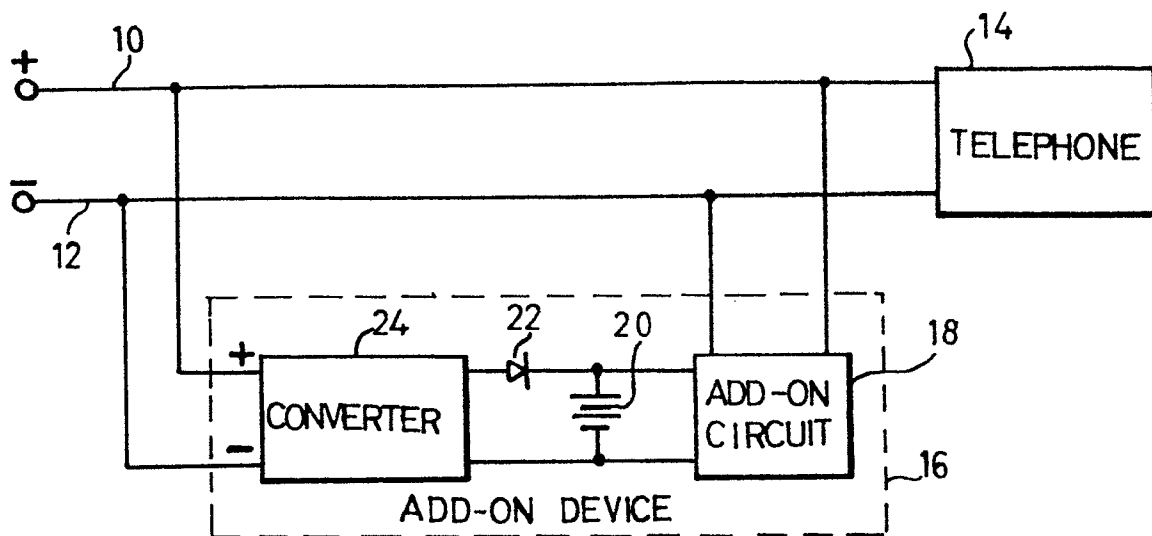 14
10
+
TELEPHONE
−
12
22
20
24
18
+
ADD-ON
CIRCUIT
CONVERTER
−
16
ADD-ON DEVICE